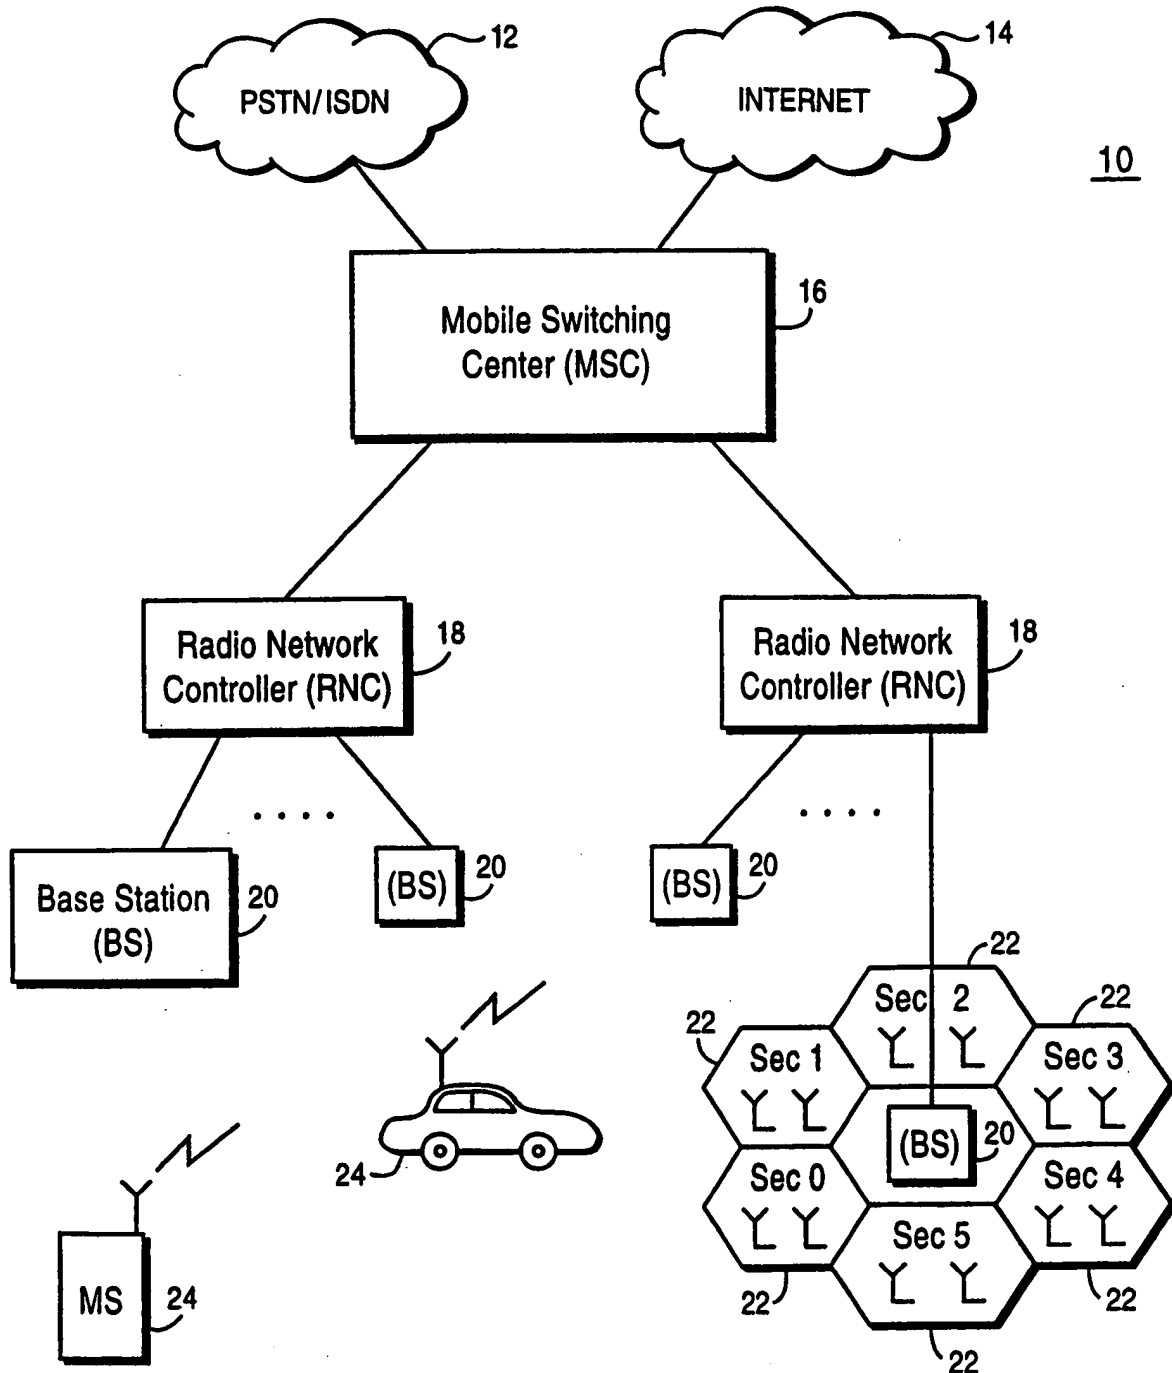 12
14
PSTN/ISDN
INTERNET
10
16
Mobile Switching
Center (MSC)
18
Radio Network
Controller (RNC)
18
Radio Network
Controller (RNC)
. . . .
. . . .
Base Station
(BS)
20
(BS)
20
(BS)
20
22
Sec 2
22
22
Sec 1
Sec 3
(BS)
20
24
Sec 0
Sec 4
Sec 5
MS
24
22
22
22